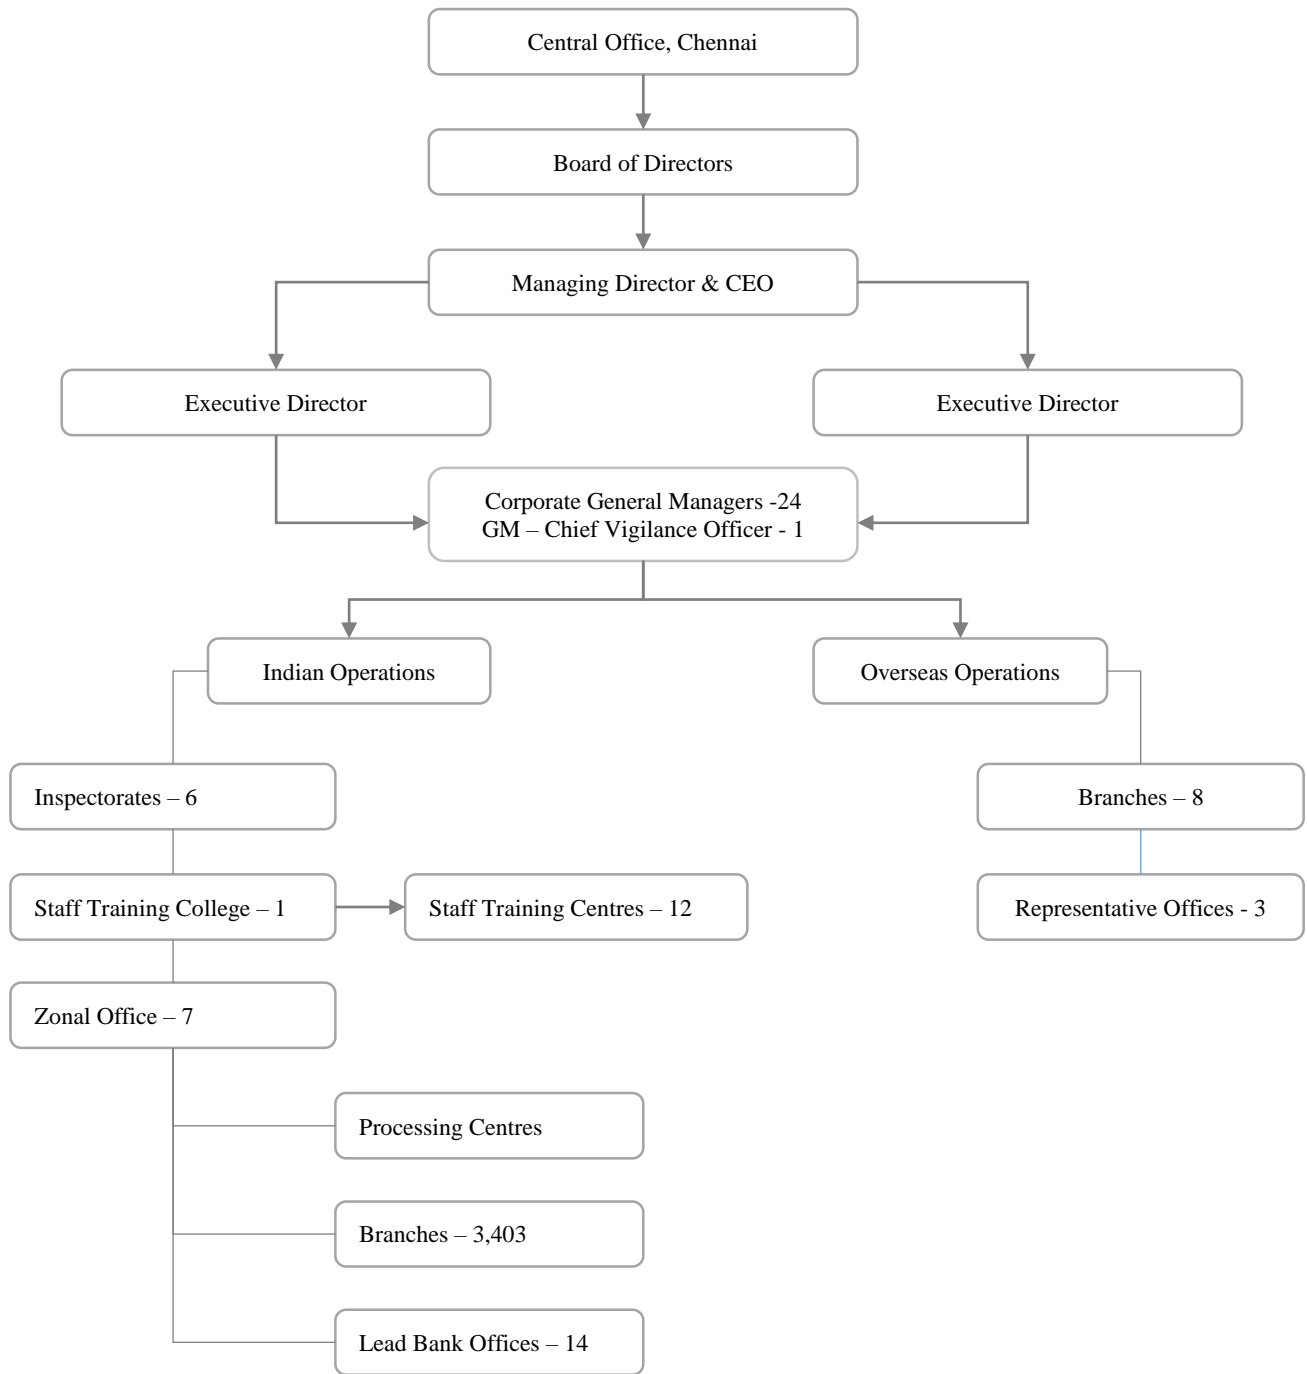 Central Office, Chennai
Board of Directors
Managing Director & CEO
Executive Director
Executive Director
Corporate General Managers -24
GM – Chief Vigilance Officer - 1
Indian Operations
Overseas Operations
Inspectorates – 6
Branches – 8
Staff Training College – 1
Staff Training Centres – 12
Representative Offices - 3
Zonal Office – 7
Processing Centres
Branches – 3,403
Lead Bank Offices – 14